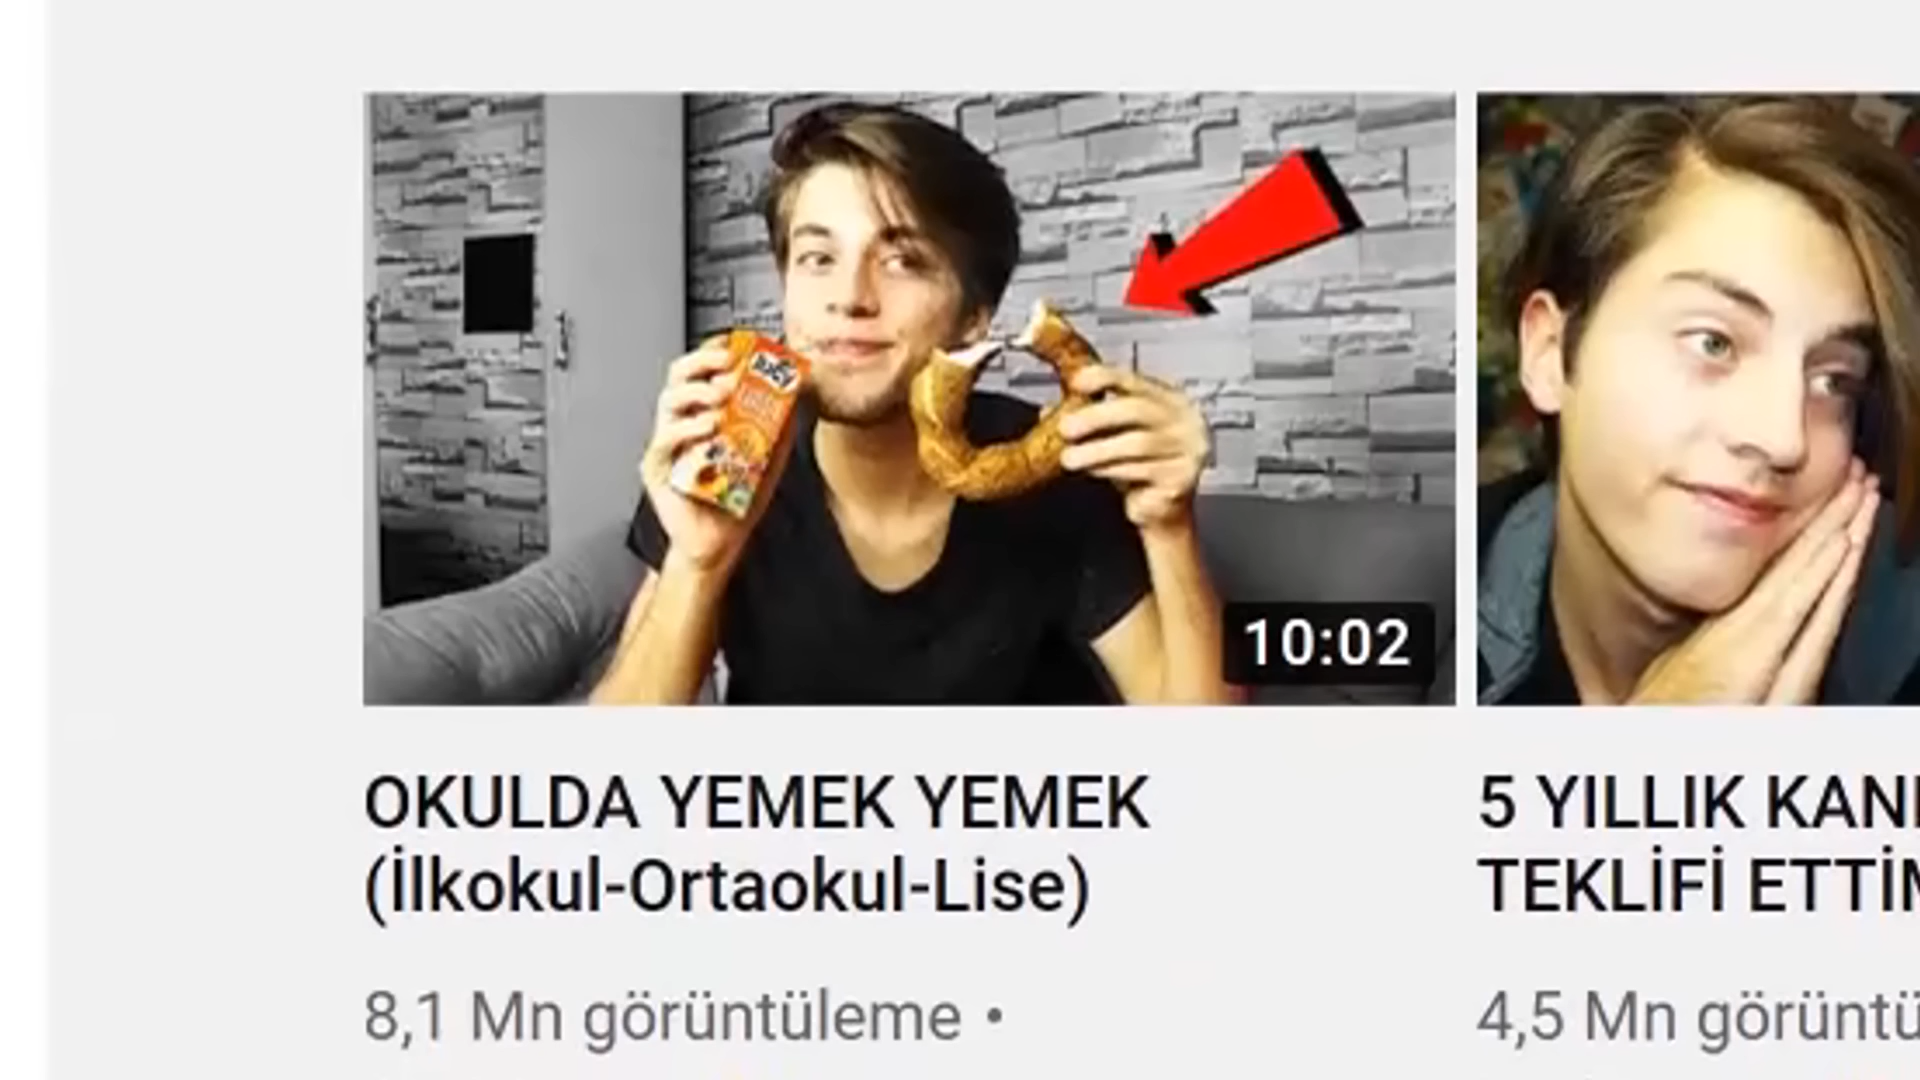 10:02
OKULDA YEMEK YEMEK
(İlkokul-Ortaokul-Lise)
8,1 Mn görüntüleme •
5 YILLIK KAN
TEKLİFİ ETTİM
4,5 Mn görüntü